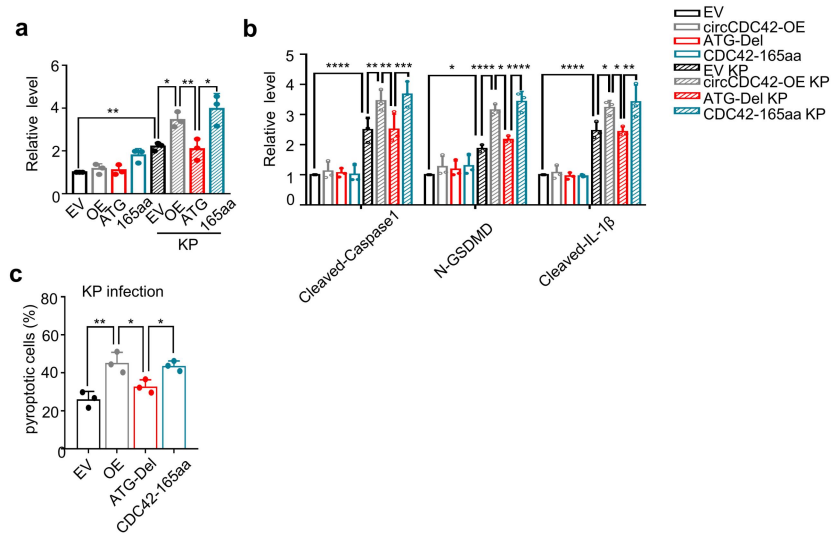 a
Relative level
6
4
2
0
**
*
**
*
EV
OE
ATG
165aa
EV
OE
ATG
165aa
KP
b
Relative level
5
4
3
2
1
0
****
**
**
***
*
****
*
****
****
*
*
**
Cleaved-Caspase1
N-GSDMD
Cleaved-IL-1β
EV
circCDC42-OE
ATG-Del
CDC42-165aa
EV KP
circCDC42-OE KP
ATG-Del KP
CDC42-165aa KP
c
KP infection
pyroptotic cells (%)
80
60
40
20
0
**
*
*
EV
OE
ATG-Del
CDC42-165aa